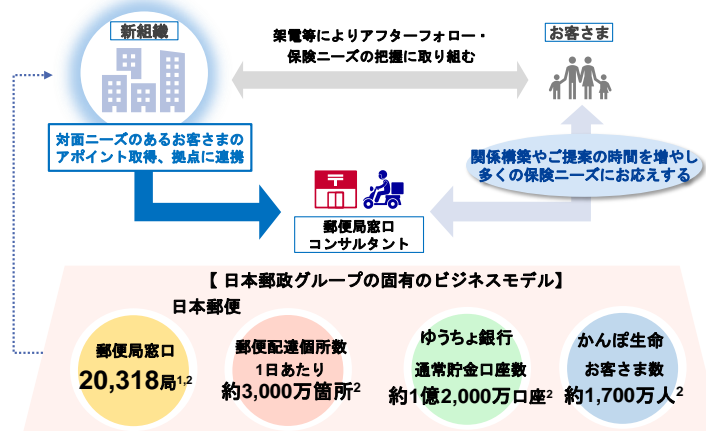 新組織
架電等によりアフターフォロー・
保険ニーズの把握に取り組む
お客さま
対面ニーズのあるお客さまの
アポイント取得、拠点に連携
関係構築やご提案の時間を増やし
多くの保険ニーズにお応えする
郵便局窓口
コンサルタント
【 日本郵政グループの固有のビジネスモデル】
日本郵便
郵便局窓口
20,318局1,2
郵便配達個所数
1日あたり
約3,000万箇所2
ゆうちょ銀行
通常貯金口座数
約1億2,000万口座2
かんぽ生命
お客さま数
約1,700万人2